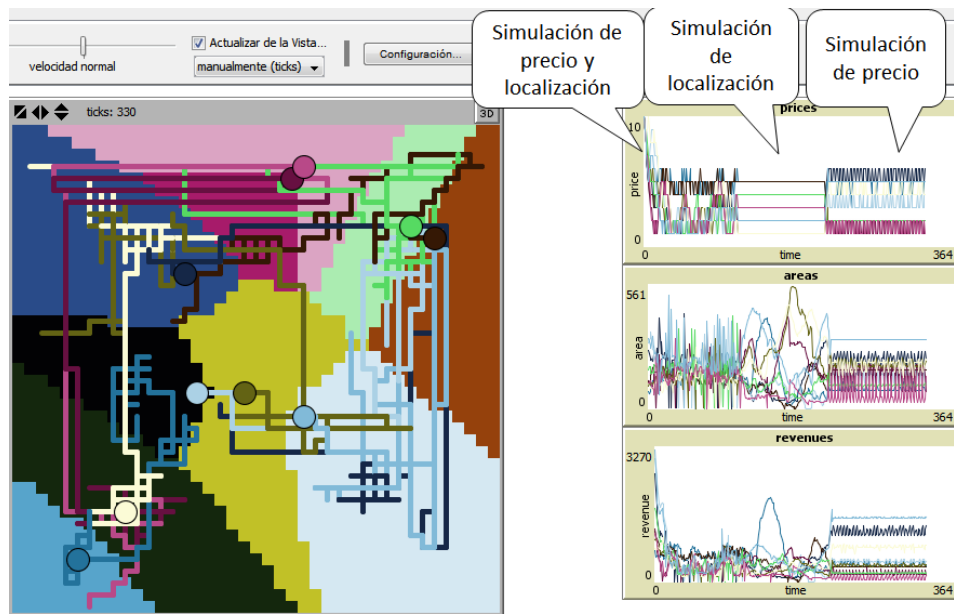 Actualizar de la Vista...
velocidad normal
manualmente (ticks)
Configuración...
Simulación de
precio y
localización
Simulación
de
localización
Simulación
de precio
ticks: 330
3D
prices
10
price
0
0
time
364
areas
561
area
0
0
time
364
revenues
3270
revenue
0
0
time
364